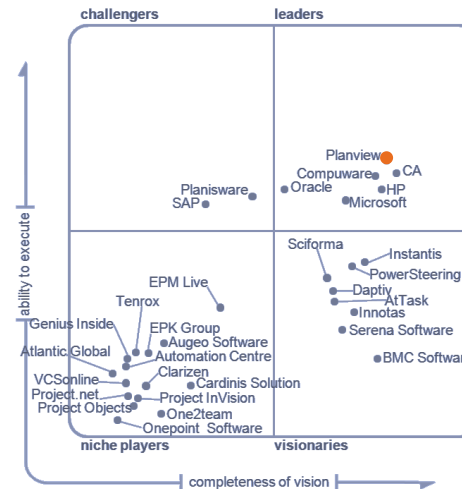 challengers
leaders
Planview
Compuware
CA
Planisware
Oracle
HP
SAP
Microsoft
ability to execute
Sciforma
Instantis
PowerSteering
EPM Live
Daptiv
Tenrox
AtTask
Innotas
Genius Inside
EPK Group
Serena Software
Augeo Software
Atlantic Global
Automation Centre
BMC Software
Clarizen
VCSonline
Cardinis Solution
Project.net
Project InVision
Project Objects
One2team
Onepoint Software
niche players
visionaries
completeness of vision